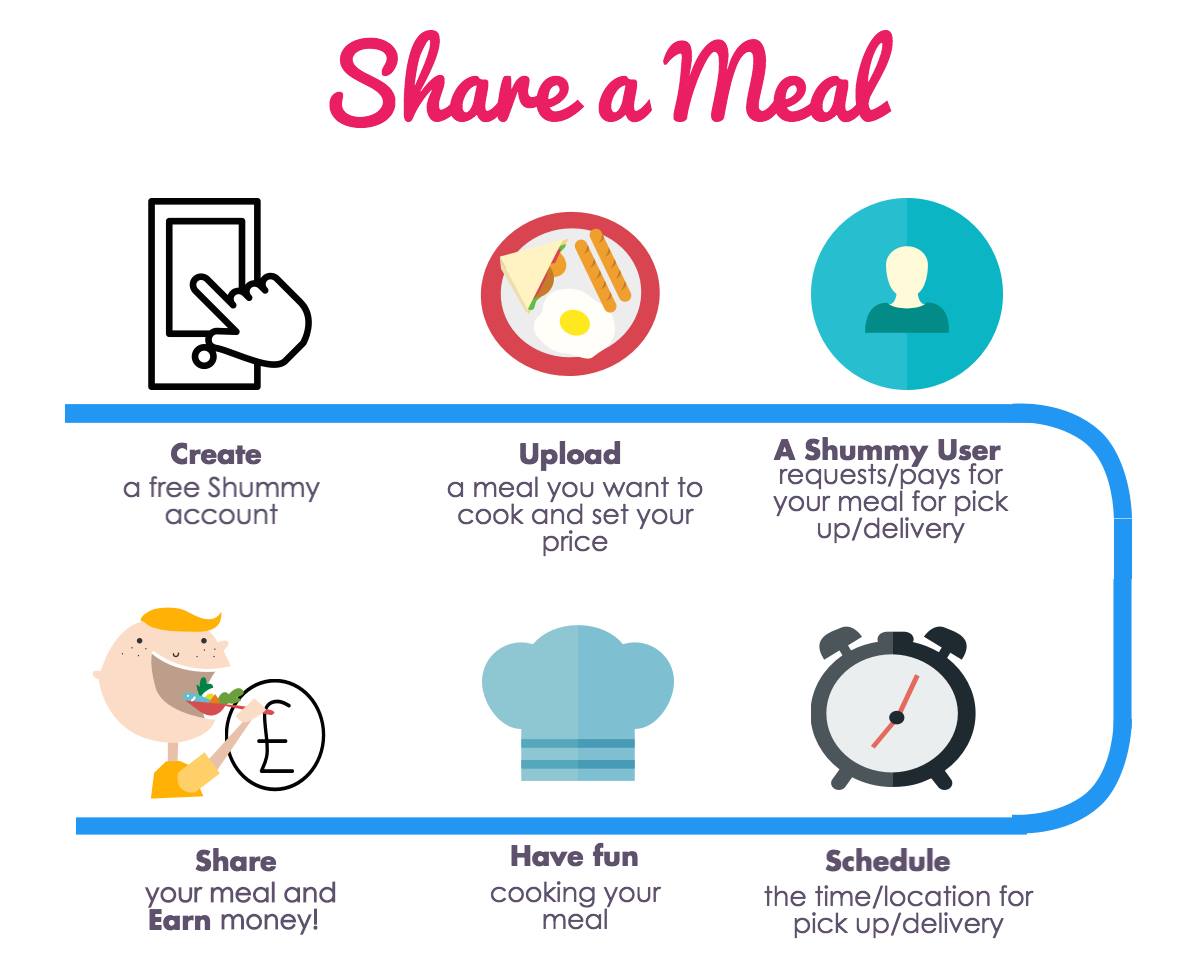 Share a Meal
Create
a free Shummy
account
Upload
a meal you want to
cook and set your
price
A Shummy User
requests/pays for
your meal for pick
up/delivery
£
Share
your meal and
Earn money!
Have fun
cooking your
meal
Schedule
the time/location for
pick up/delivery